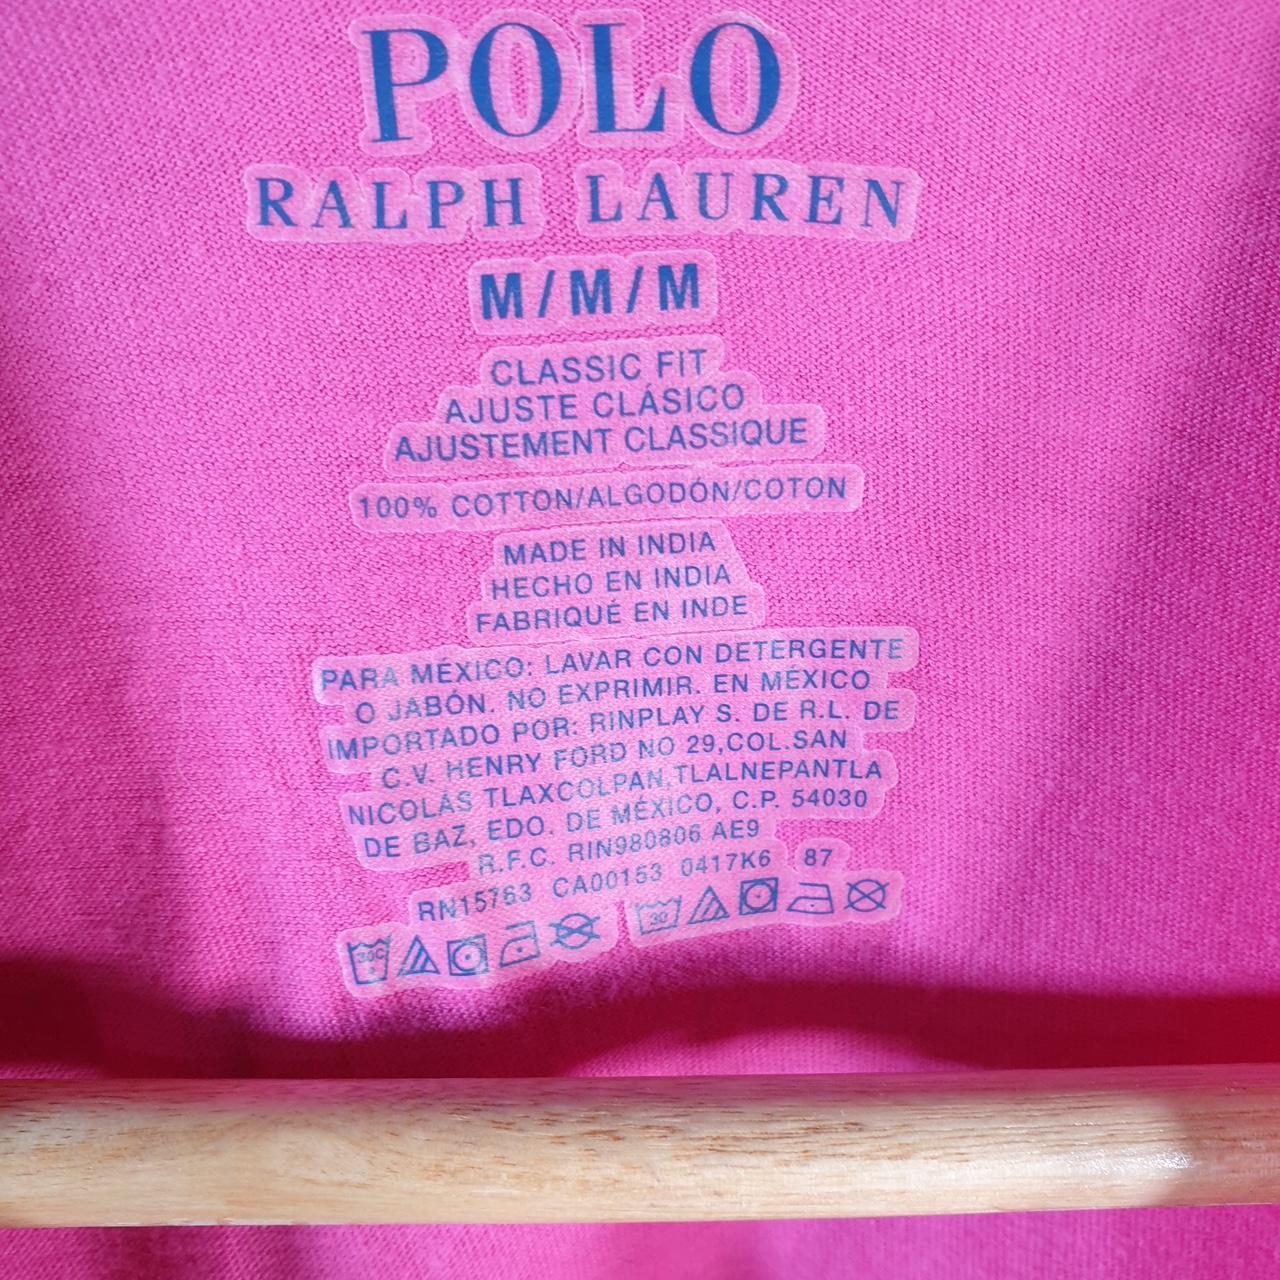 POLO
RALPH LAUREN
M/M/M
CLASSIC FIT
AJUSTE CLÁSICO
AJUSTEMENT CLASSIQUE
100% COTTON/ALGODÓN/COTON
MADE IN INDIA
HECHO EN INDIA
FABRIQUÉ EN INDE
PARA MÉXICO: LAVAR CON DETERGENTE
O JABÓN. NO EXPRIMIR. EN MÉXICO
IMPORTADO POR: RINPLAY S. DE R.L. DE
C.V. HENRY FORD NO 29,COL.SAN
NICOLÁS TLAXCOLPAN,TLALNEPANTLA
DE BAZ, EDO. DE MÉXICO, C.P. 54030
R.F.C. RIN980806 AE9
RN15763 CA00153 0417K6 87
30C 30